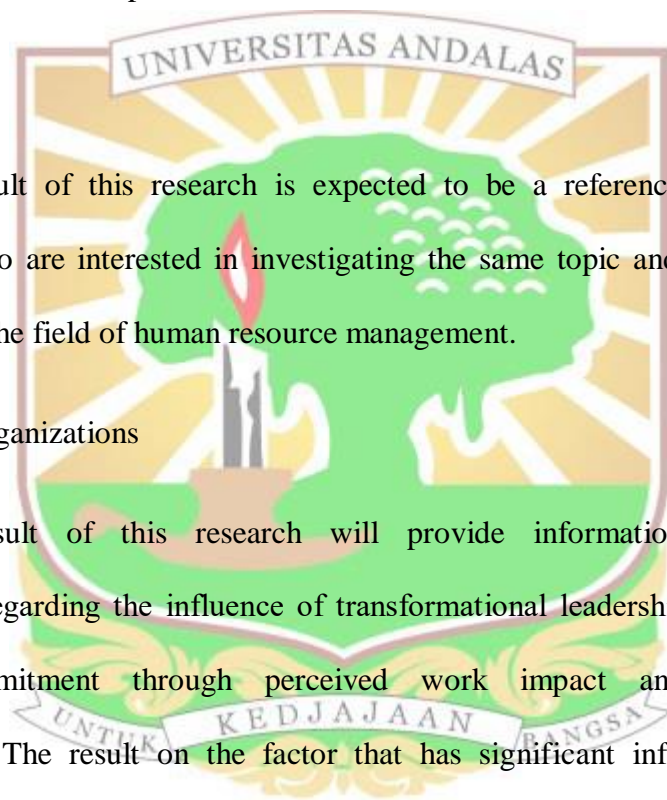 UNIVERSITAS ANDALAS
ult of this research is expected to be a referenc
o are interested in investigating the same topic and
he field of human resource management.
ganizations
sult of this research will provide information
egarding the influence of transformational leadersh
mitment through perceived work impact an
UNTUK KEDJAJAAN BANGSA
The result on the factor that has significant inf